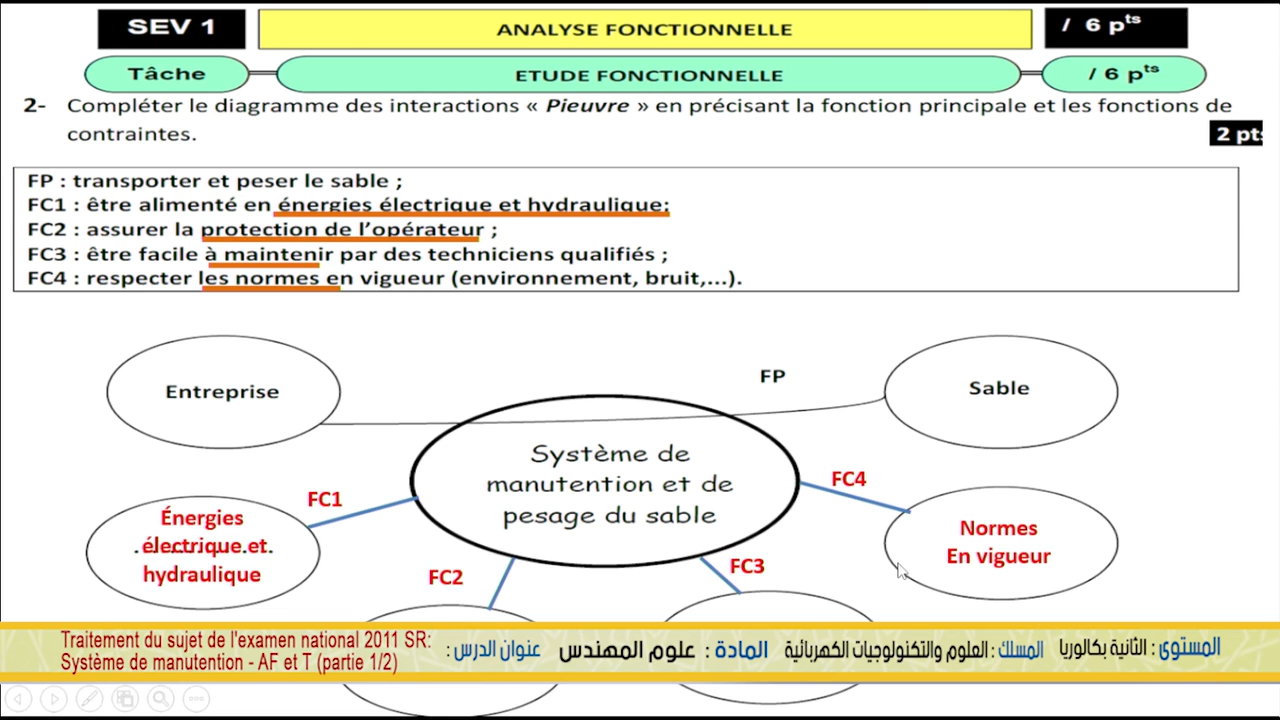 SEV 1
ANALYSE FONCTIONNELLE
/ 6 pts
Tâche
ETUDE FONCTIONNELLE
/ 6 pts
2- Compléter le diagramme des interactions « Pieuvre » en précisant la fonction principale et les fonctions de
contraintes.
2 pts
FP : transporter et peser le sable ;
FC1 : être alimenté en énergies électrique et hydraulique;
FC2 : assurer la protection de l'opérateur ;
FC3 : être facile à maintenir par des techniciens qualifiés ;
FC4 : respecter les normes en vigueur (environnement, bruit,...).
FP
Entreprise
Sable
Système de
manutention et de
pesage du sable
FC1
FC4
Énergies
électrique et
hydraulique
Normes
En vigueur
FC2
FC3
Traitement du sujet de l'examen national 2011 SR:
Système de manutention - AF et T (partie 1/2)
المستوى : الثانية بكالوريا المسلك : العلوم والتكنولوجيات الكهربائية المادة : علوم المهندس عنوان الدرس :